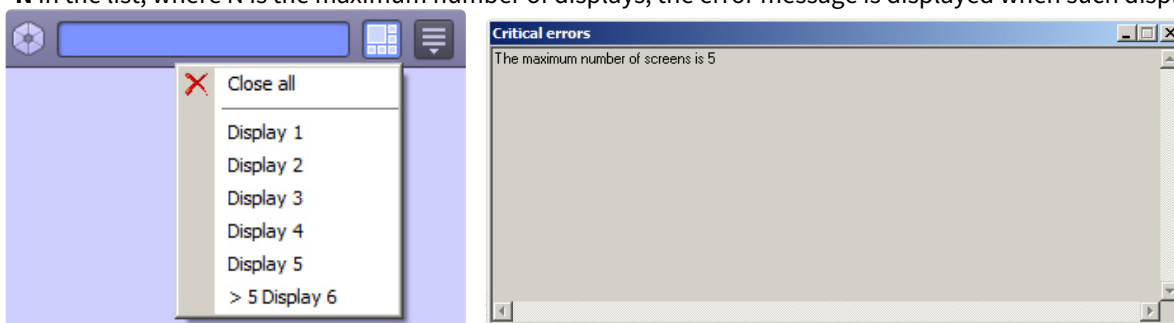 N in the list, where N is the maximum number of displays, the error message is displayed when such displ
Critical errors
The maximum number of screens is 5
Close all
Display 1
Display 2
Display 3
Display 4
Display 5
> 5 Display 6